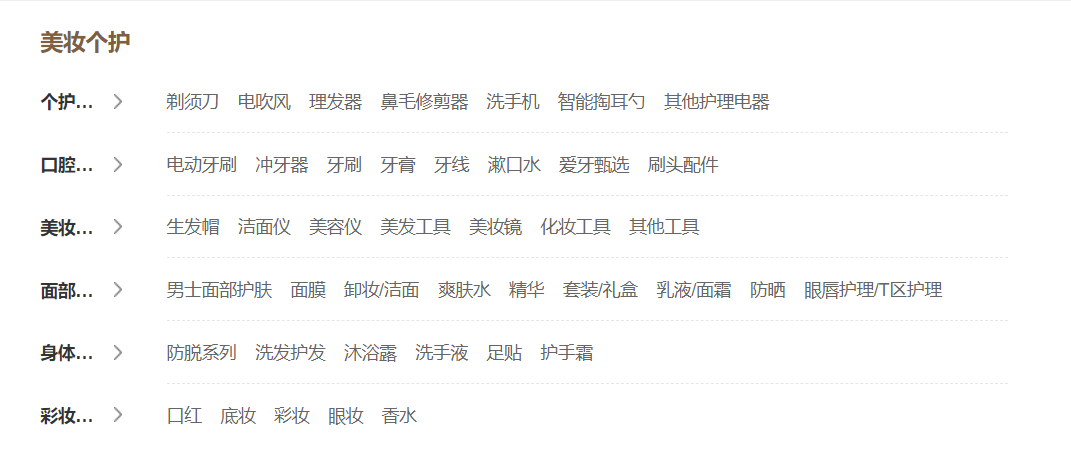 美妆个护
个护... 剃须刀 电吹风 理发器 鼻毛修剪器 洗手机 智能掏耳勺 其他护理电器
口腔... 电动牙刷 冲牙器 牙刷 牙膏 牙线 漱口水 爱牙甄选 刷头配件
美妆... 生发帽 洁面仪 美容仪 美发工具 美妆镜 化妆工具 其他工具
面部... 男士面部护肤 面膜 卸妆/洁面 爽肤水 精华 套装/礼盒 乳液/面霜 防晒 眼唇护理/T区护理
身体... 防脱系列 洗发护发 沐浴露 洗手液 足贴 护手霜
彩妆... 口红 底妆 彩妆 眼妆 香水